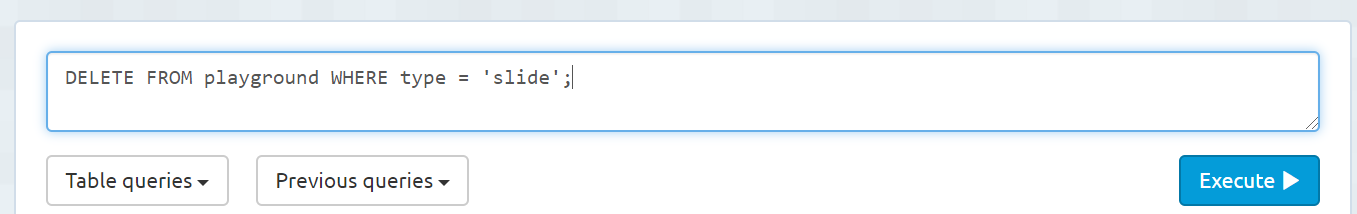 DELETE FROM playground WHERE type = 'slide';
Table queries
Previous queries
Execute